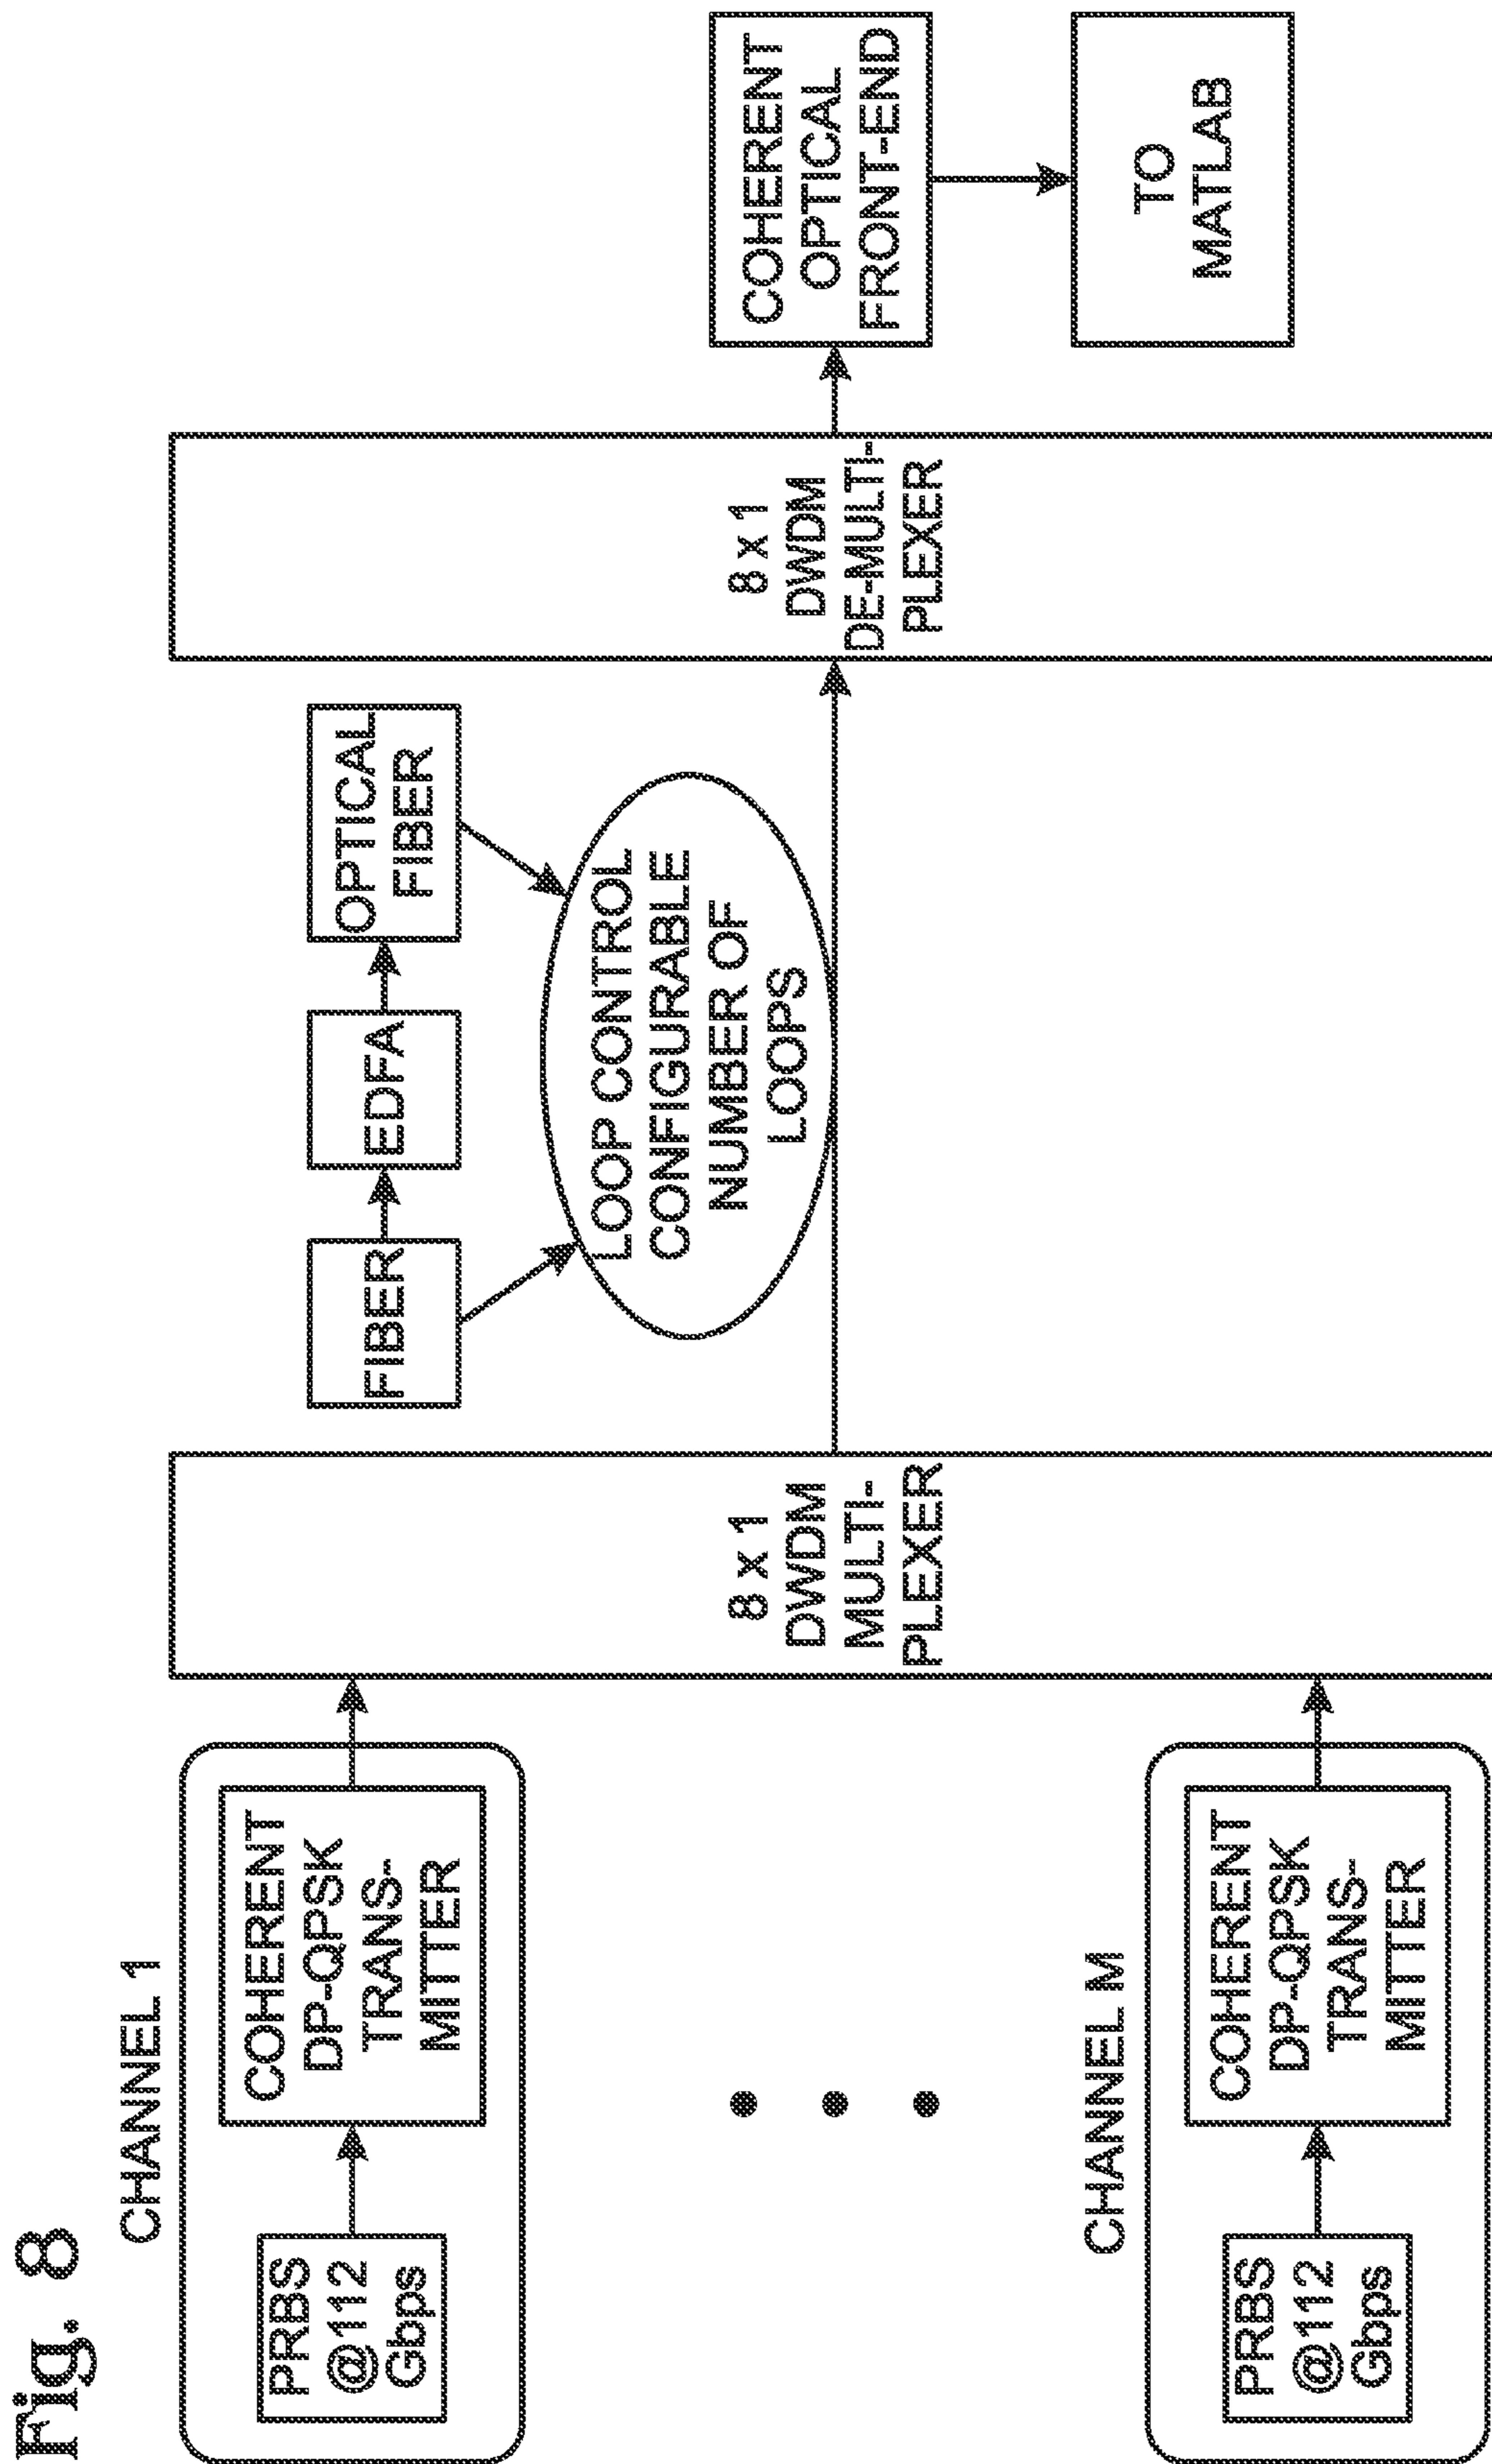 Fig. 8
CHANNEL 1
PRBS
@112
Gbps
COHERENT
DP-QPSK
TRANS-
MITTER
CHANNEL M
PRBS
@112
Gbps
COHERENT
DP-QPSK
TRANS-
MITTER
8 x 1
DWDM
MULTI-
PLEXER
FIBER
EDFA
OPTICAL
FIBER
LOOP CONTROL
CONFIGURABLE
NUMBER OF
LOOPS
8 x 1
DWDM
DE-MULTI-
PLEXER
COHERENT
OPTICAL
FRONT-END
TO
MATLAB